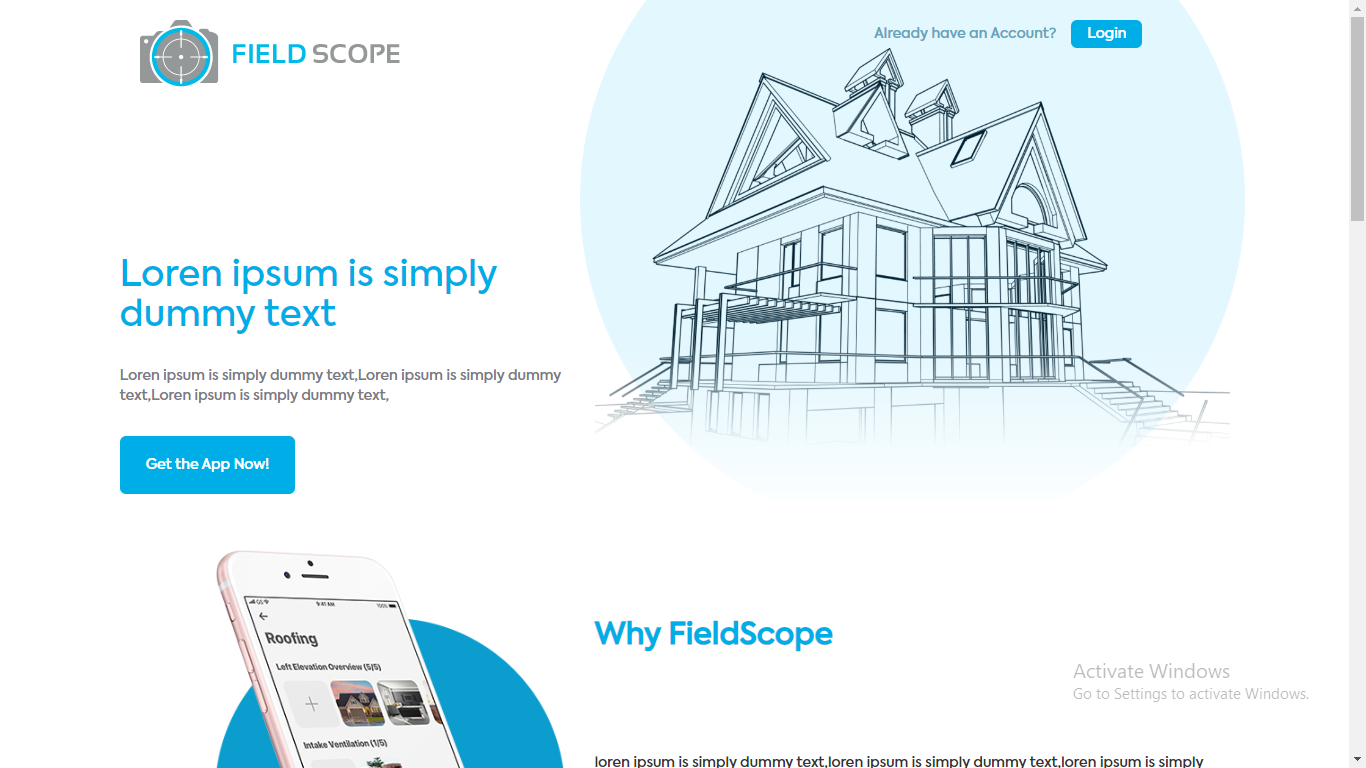 FIELD SCOPE
Already have an Account?
Login
Loren ipsum is simply
dummy text
Loren ipsum is simply dummy text,Loren ipsum is simply dummy
text,Loren ipsum is simply dummy text,
Get the App Now!
GS
9:41 AM
100%
Roofing
Left Elevation Overview (5/5)
Intake Ventilation (1/5)
Why FieldScope
Activate Windows
Go to Settings to activate Windows.
lorem ipsum is simply dummy text,lorem ipsum is simply dummy text,lorem ipsum is simply